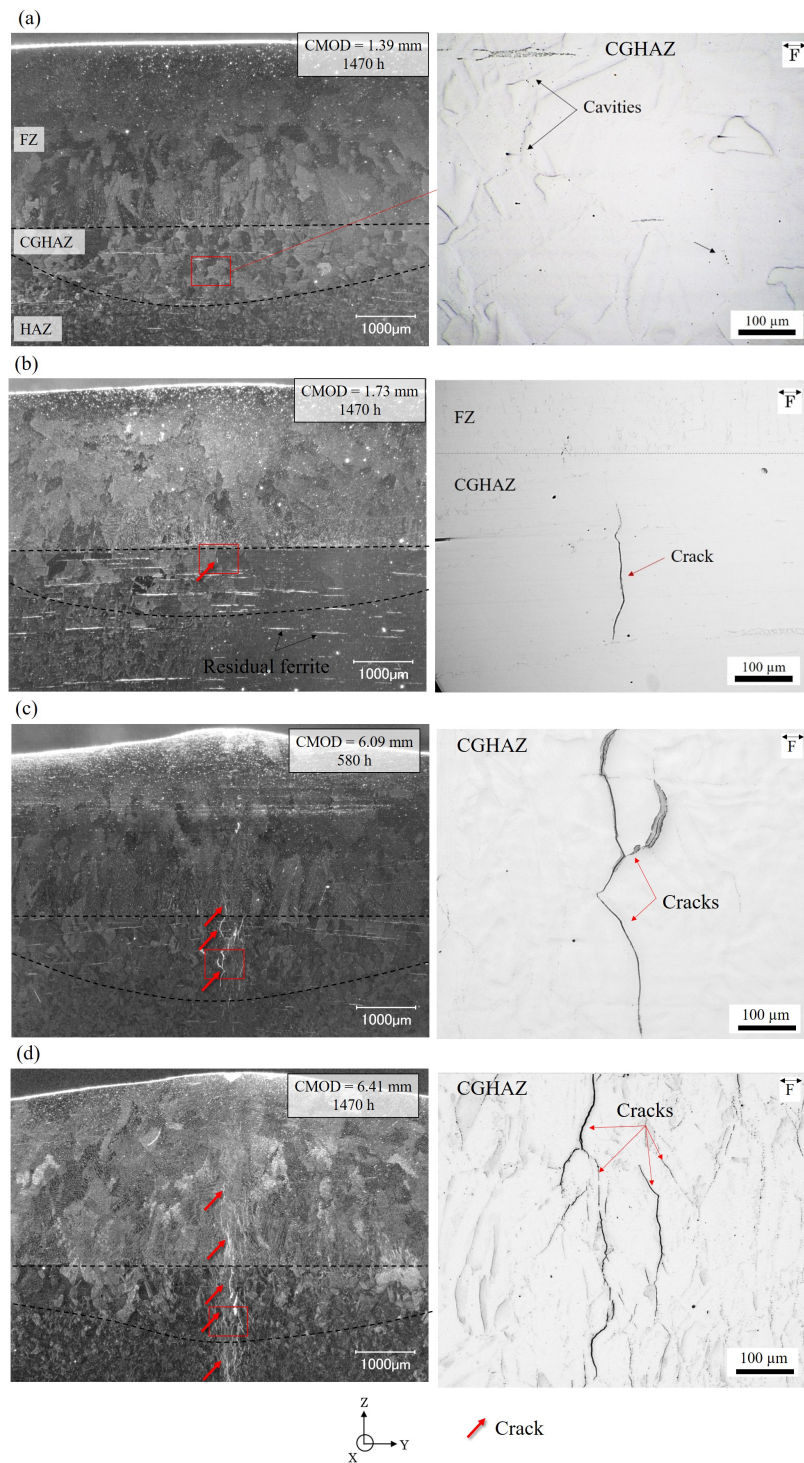 (a)
CMOD = 1.39 mm
1470 h
FZ
CGHAZ
HAZ
1000µm
CGHAZ
F
Cavities
100 µm
(b)
CMOD = 1.73 mm
1470 h
Residual ferrite
1000µm
F
FZ
CGHAZ
Crack
100 µm
(c)
CMOD = 6.09 mm
580 h
1000µm
CGHAZ
F
Cracks
100 µm
(d)
CMOD = 6.41 mm
1470 h
1000µm
CGHAZ
F
Cracks
100 µm
Z
Y
X
Crack